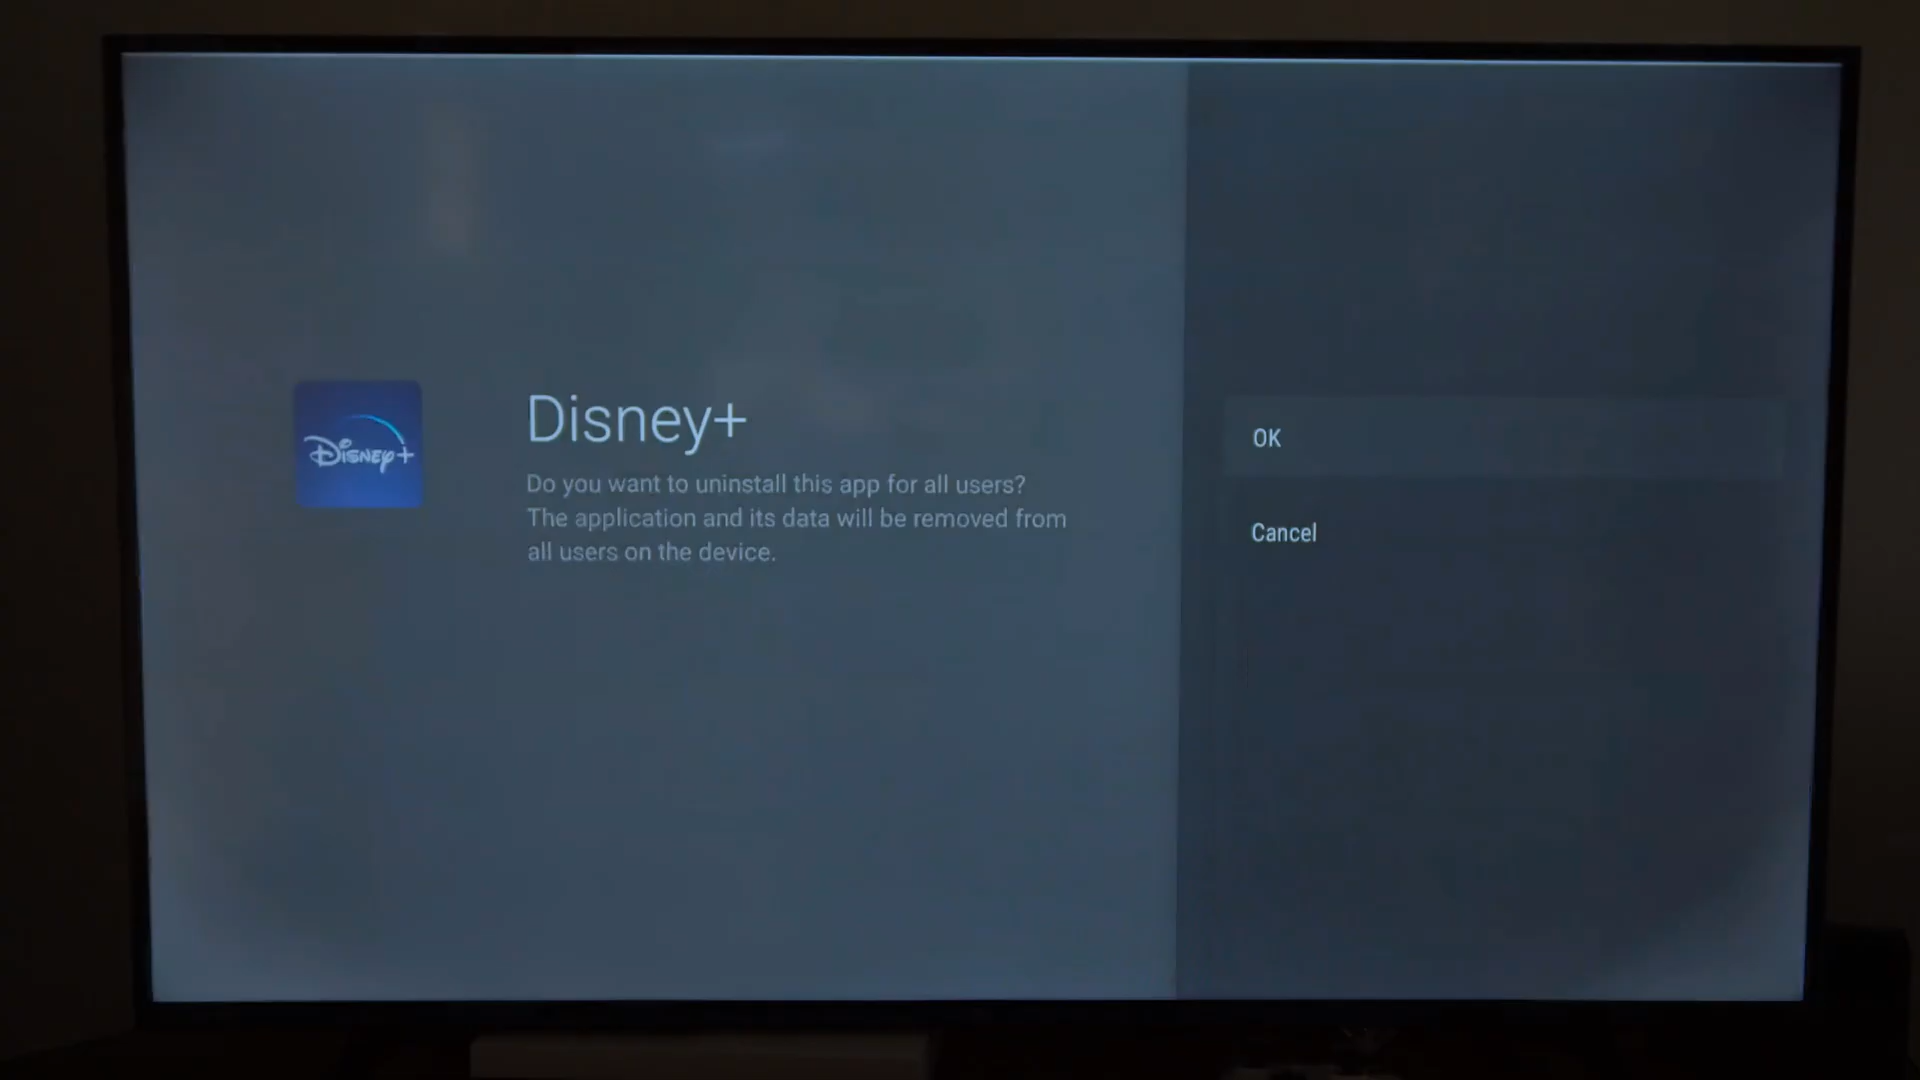 Disney+
Disney+
Do you want to uninstall this app for all users?
The application and its data will be removed from
all users on the device.
OK
Cancel